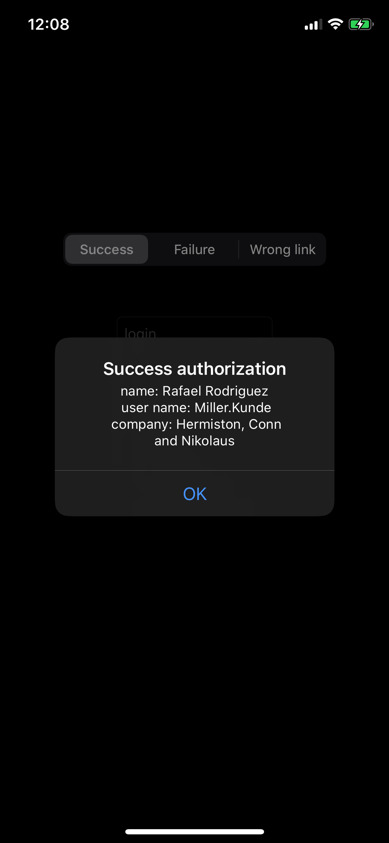 12:08
Success Failure Wrong link
login
Success authorization
name: Rafael Rodriguez
user name: Miller.Kunde
company: Hermiston, Conn
and Nikolaus
OK